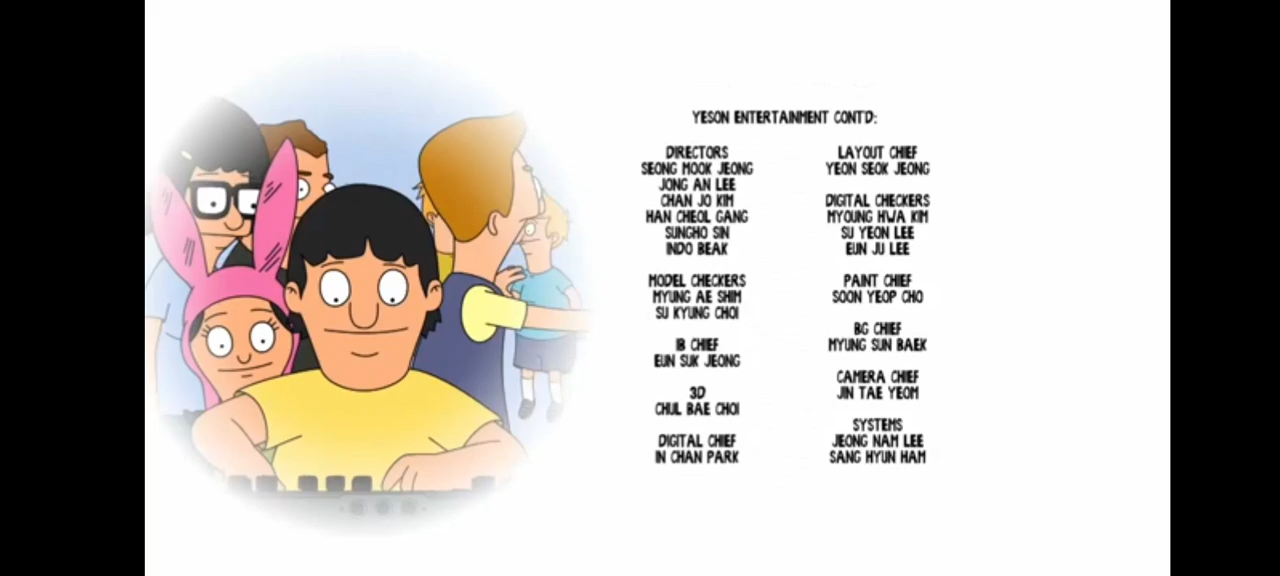 YESON ENTERTAINMENT CONT'D:
DIRECTORS
SEONG MOOK JEONG
JONG AN LEE
CHAN JO KIM
HAN CHEOL GANG
SUNGHO SIN
INDO BEAK
MODEL CHECKERS
MYUNG AE SHIM
SU KYUNG CHOI
IB CHIEF
EUN SUK JEONG
3D
CHUL BAE CHOI
DIGITAL CHIEF
IN CHAN PARK
LAYOUT CHIEF
YEON SEOK JEONG
DIGITAL CHECKERS
MYOUNG HWA KIM
SU YEON LEE
EUN JU LEE
PAINT CHIEF
SOON YEOP CHO
BG CHIEF
MYUNG SUN BAEK
CAMERA CHIEF
JIN TAE YEOM
SYSTEMS
JEONG NAM LEE
SANG HYUN HAM